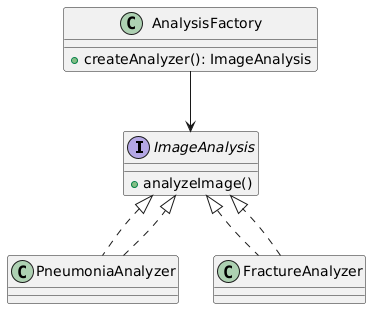 C AnalysisFactory
createAnalyzer(): ImageAnalysis
I ImageAnalysis
analyzeImage()
C PneumoniaAnalyzer
C FractureAnalyzer